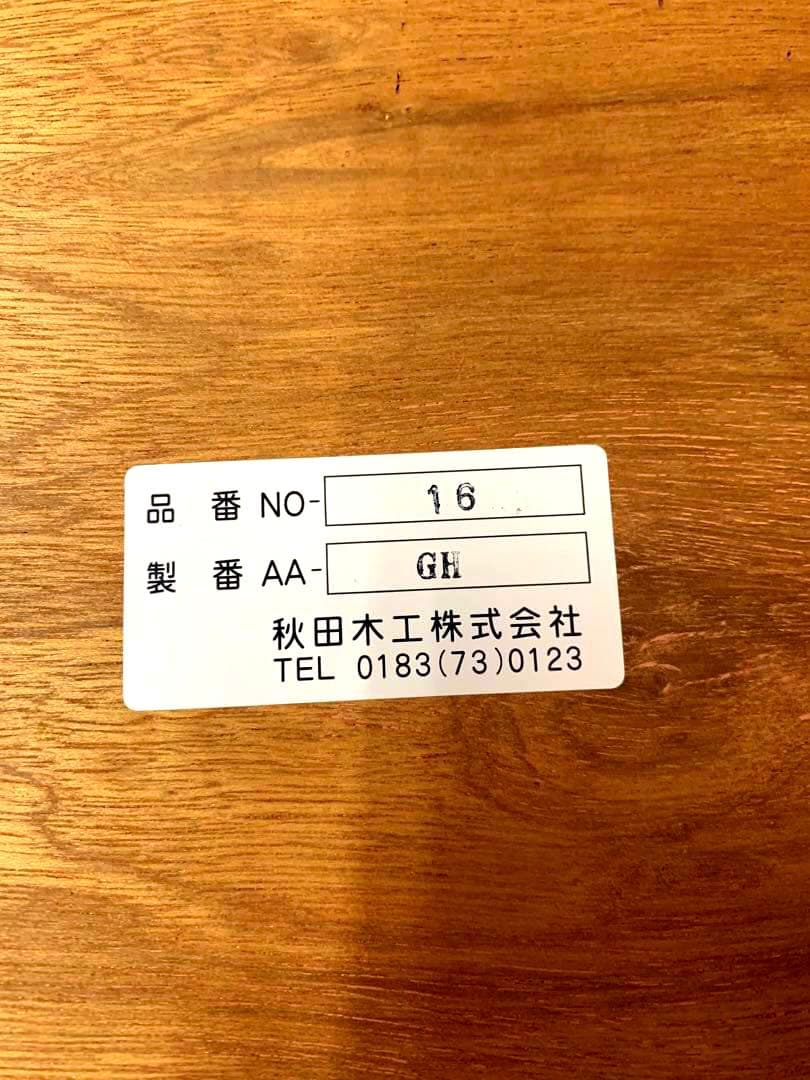 品 番 NO- 16
製 番 AA- GH
秋田木工株式会社
TEL 0183(73)0123